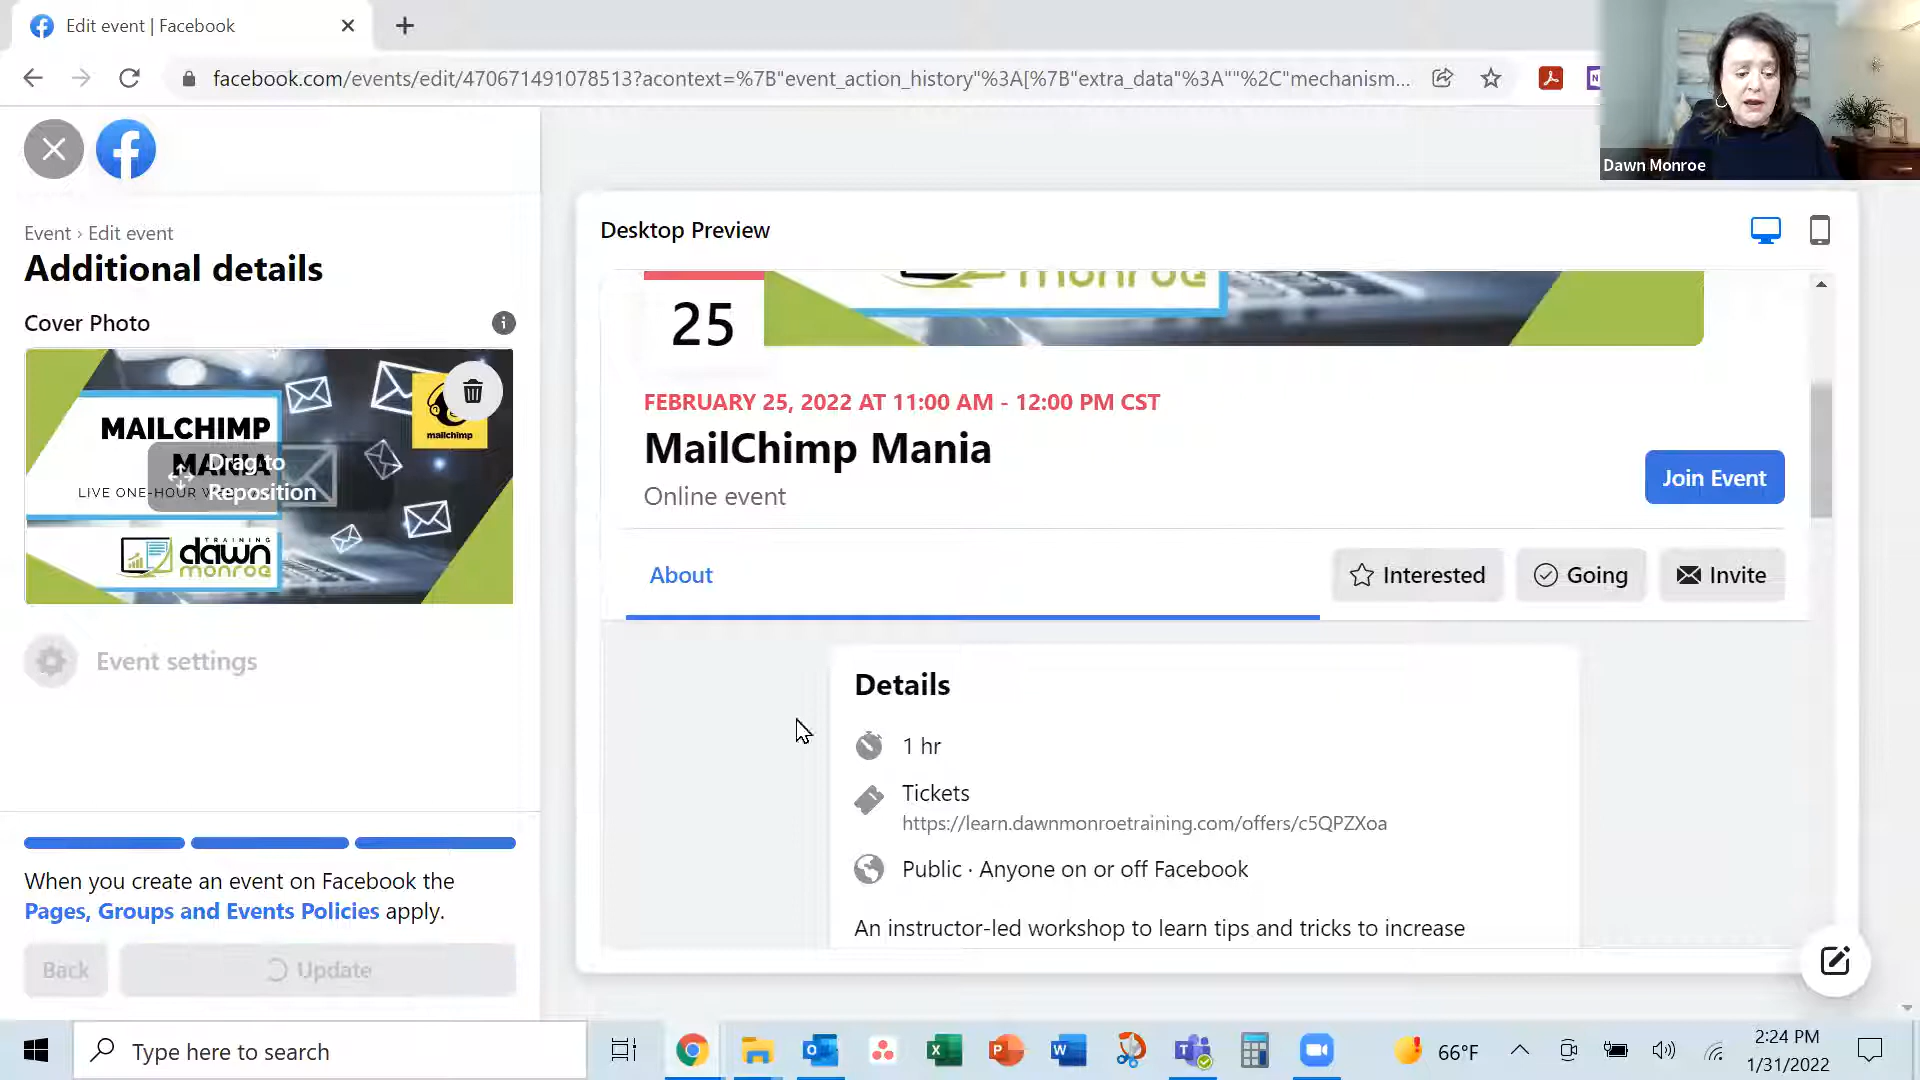 Edit event | Facebook
facebook.com/events/edit/470671491078513?acontext=%7B"event_action_history"%3A[%7B"extra_data"%3A""%2C"mechanism...
Dawn Monroe
Event › Edit event
Additional details
Cover Photo
MAILCHIMP
MANIA
Drag to
Reposition
LIVE ONE-HOUR
mailchimp
TRAINING
dawn
monroe
Event settings
When you create an event on Facebook the
Pages, Groups and Events Policies apply.
Back
Update
Desktop Preview
monroe
25
FEBRUARY 25, 2022 AT 11:00 AM - 12:00 PM CST
MailChimp Mania
Online event
Join Event
About
Interested
Going
Invite
Details
1 hr
Tickets
https://learn.dawnmonroetraining.com/offers/c5QPZXoa
Public · Anyone on or off Facebook
An instructor-led workshop to learn tips and tricks to increase
Type here to search
66°F
2:24 PM
1/31/2022